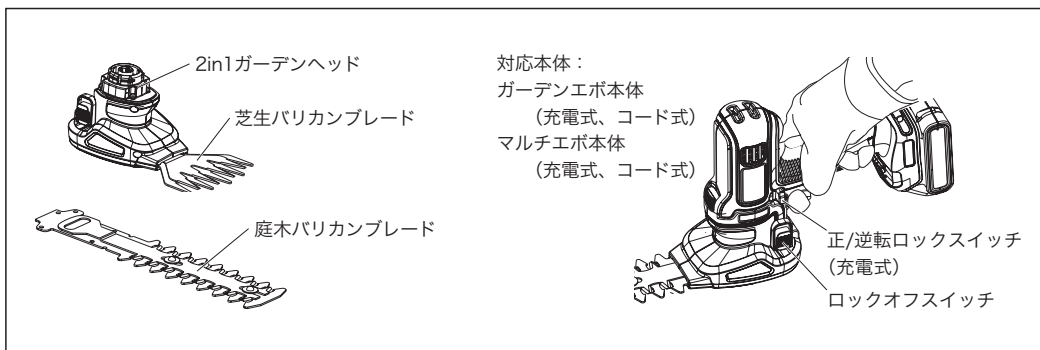 2in1ガーデンヘッド
芝生バリカンブレード
庭木バリカンブレード
対応本体：
ガーデンエボ本体
（充電式、コード式）
マルチエボ本体
（充電式、コード式）
正/逆転ロックスイッチ
（充電式）
ロックオフスイッチ